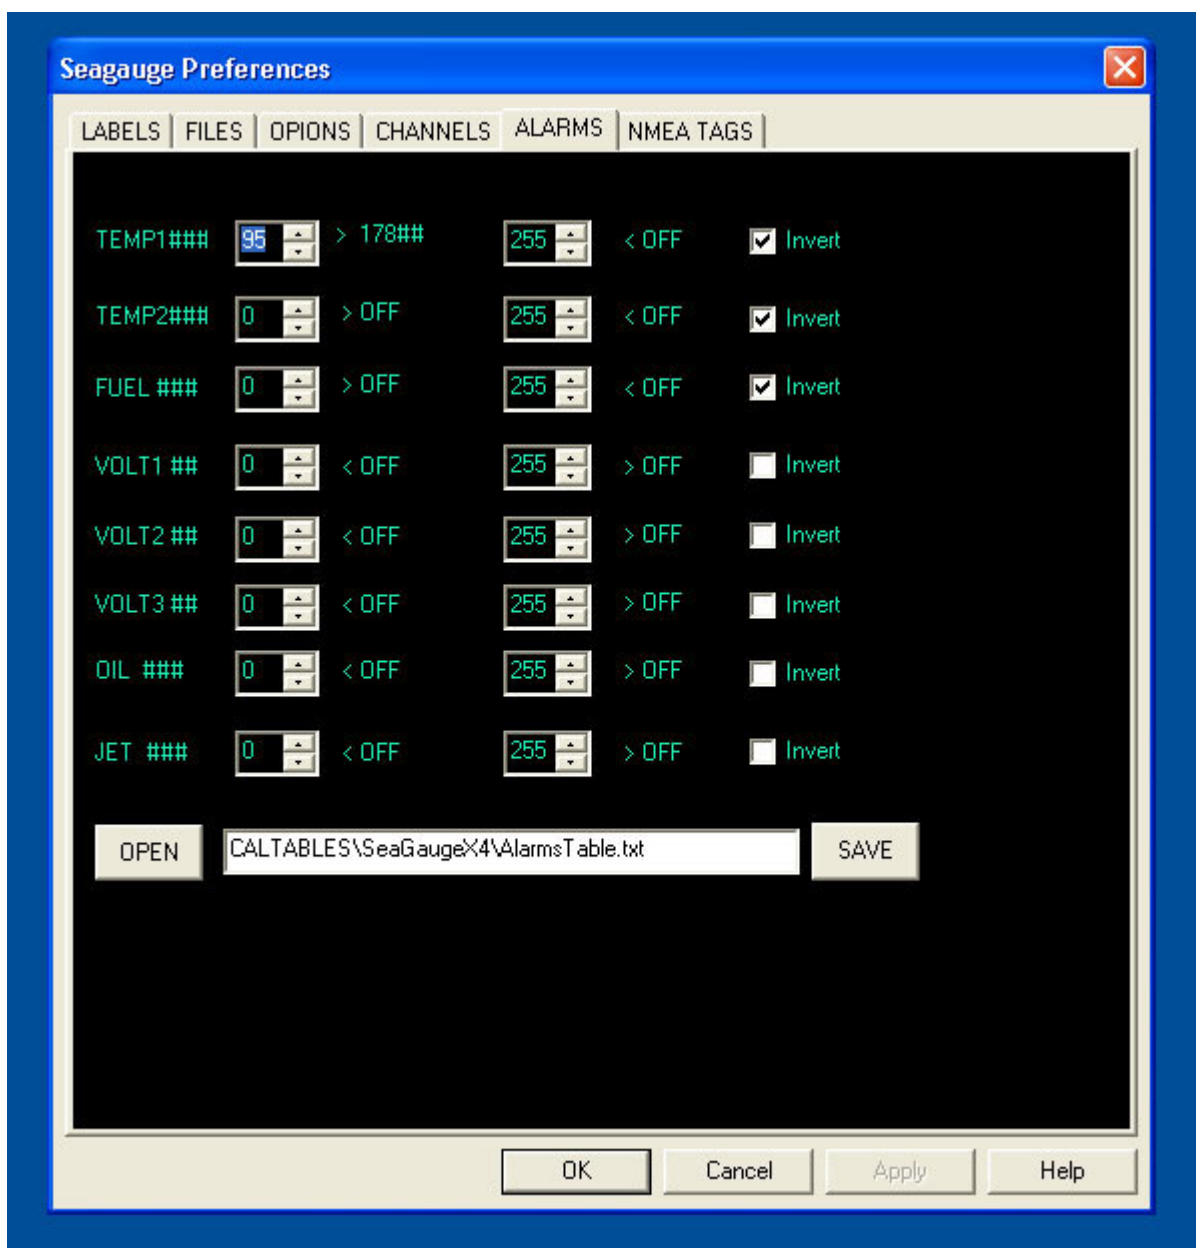 Seagauge Preferences
LABELS FILES OPIONS CHANNELS ALARMS NMEA TAGS
TEMP1### 95 > 178## 255 < OFF Invert
TEMP2### 0 > OFF 255 < OFF Invert
FUEL ### 0 > OFF 255 < OFF Invert
VOLT1 ## 0 < OFF 255 > OFF Invert
VOLT2 ## 0 < OFF 255 > OFF Invert
VOLT3 ## 0 < OFF 255 > OFF Invert
OIL ### 0 < OFF 255 > OFF Invert
JET ### 0 < OFF 255 > OFF Invert
OPEN CALTABLES\SeaGaugeX4\AlarmsTable.txt SAVE
OK Cancel Apply Help